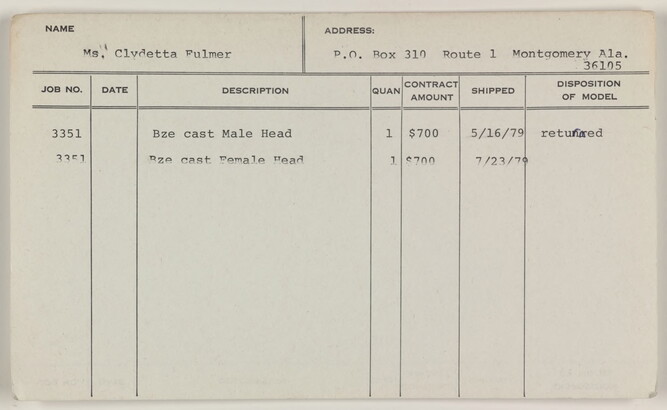 NAME
ADDRESS:
Ms. Clydetta Fulmer
P.O. Box 310 Route 1 Montgomery Ala.
36105
JOB NO. DATE DESCRIPTION QUAN CONTRACT AMOUNT SHIPPED DISPOSITION OF MODEL
3351 Bze cast Male Head 1 $700 5/16/79 returned
3351 Bze cast Female Head 1 $700 7/23/79